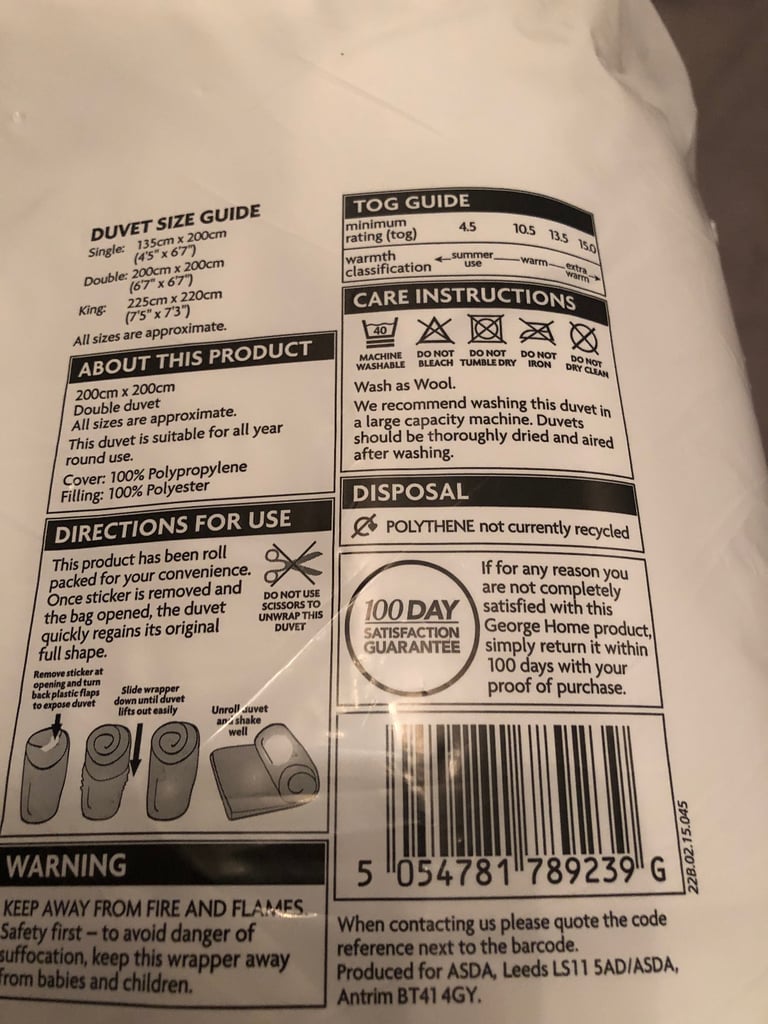 DUVET SIZE GUIDE
Single: 135cm x 200cm
(4'5" x 6'7")
Double: 200cm x 200cm
(6'7" x 6'7")
King: 225cm x 220cm
(7'5" x 7'3")
All sizes are approximate.
ABOUT THIS PRODUCT
200cm x 200cm
Double duvet
All sizes are approximate.
This duvet is suitable for all year
round use.
Cover: 100% Polypropylene
Filling: 100% Polyester
DIRECTIONS FOR USE
This product has been roll
packed for your convenience.
Once sticker is removed and
the bag opened, the duvet
quickly regains its original
full shape.
DO NOT USE
SCISSORS TO
UNWRAP THIS
DUVET
Remove sticker at
opening and turn
back plastic flaps
to expose duvet
Slide wrapper
down until duvet
lifts out easily
Unroll duvet
and shake
well
WARNING
KEEP AWAY FROM FIRE AND FLAMES.
Safety first – to avoid danger of
suffocation, keep this wrapper away
from babies and children.
TOG GUIDE
minimum
rating (tog) 4.5 10.5 13.5 15.0
warmth
classification summer
use warm extra
warm
CARE INSTRUCTIONS
40
MACHINE
WASHABLE
DO NOT
BLEACH
DO NOT
TUMBLE DRY
DO NOT
IRON
DO NOT
DRY CLEAN
Wash as Wool.
We recommend washing this duvet in
a large capacity machine. Duvets
should be thoroughly dried and aired
after washing.
DISPOSAL
POLYTHENE not currently recycled
100 DAY
SATISFACTION
GUARANTEE
If for any reason you
are not completely
satisfied with this
George Home product,
simply return it within
100 days with your
proof of purchase.
5 054781 789239 G
22B.02.15.045
When contacting us please quote the code
reference next to the barcode.
Produced for ASDA, Leeds LS11 5AD/ASDA,
Antrim BT41 4GY.